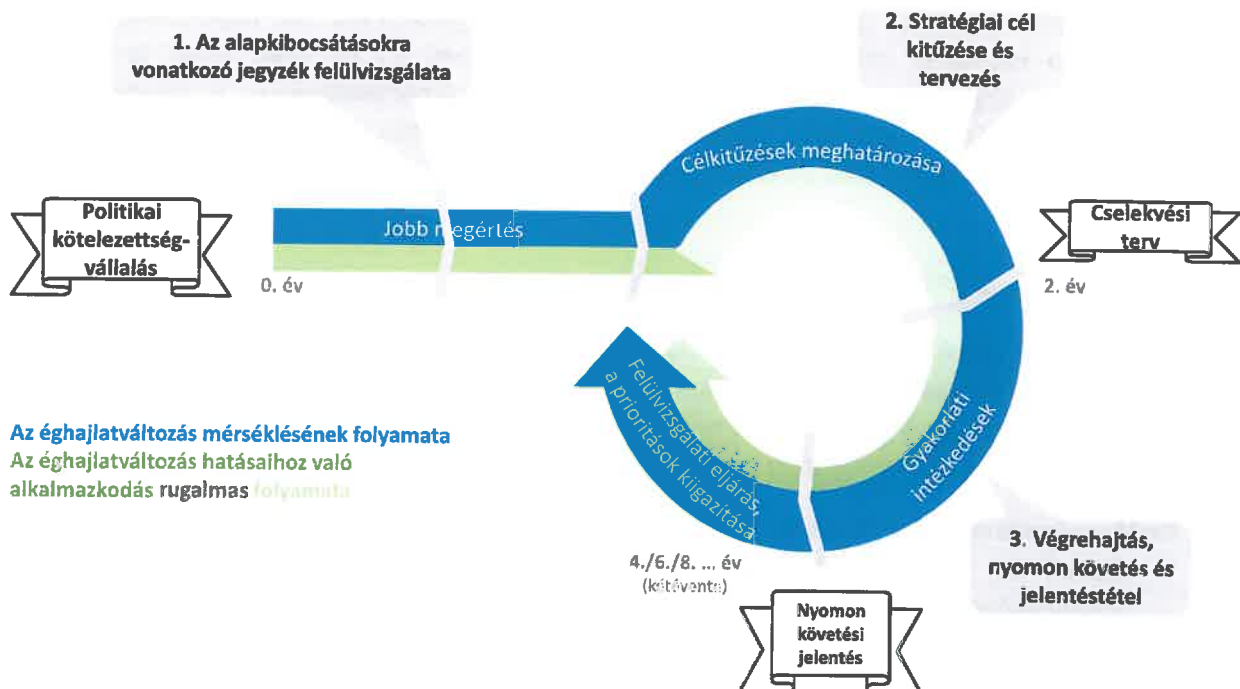 1. Az alapkibocsátásokra
vonatkozó jegyzék felülvizsgálata
2. Stratégiai cél
kitűzése és
tervezés
Célkitűzések meghatározása
Politikai
kötelezettség-
vállalás
Jobb megértés
Cselekvési
terv
0. év
2. év
Felülvizsgálati eljárás,
a prioritások kiigazítása
Gyakorlati
intézkedések
Az éghajlatváltozás mérséklésének folyamata
Az éghajlatváltozás hatásaihoz való
alkalmazkodás rugalmas folyamata
3. Végrehajtás,
nyomon követés és
jelentéstétel
4./6./8. ... év
(kétévente)
Nyomon
követési
jelentés